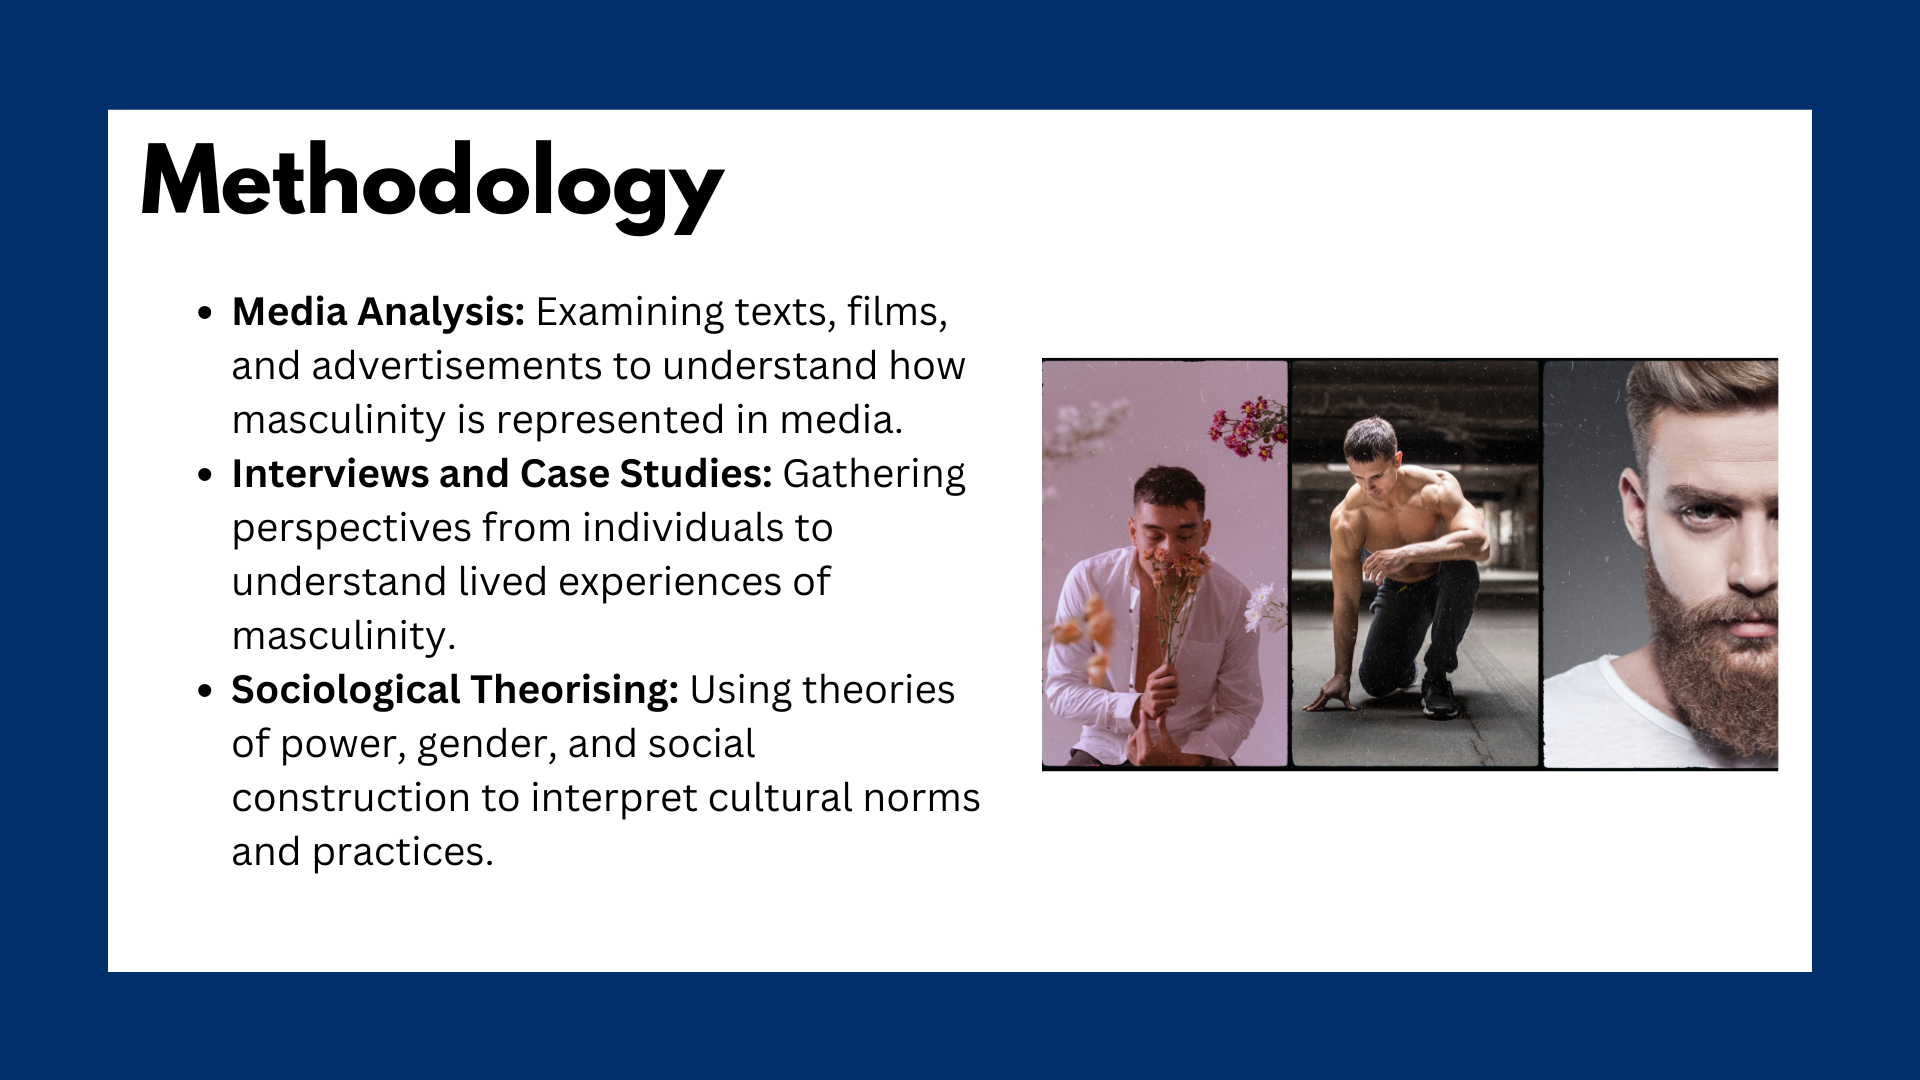 Methodology
• Media Analysis: Examining texts, films,
and advertisements to understand how
masculinity is represented in media.
• Interviews and Case Studies: Gathering
perspectives from individuals to
understand lived experiences of
masculinity.
• Sociological Theorising: Using theories
of power, gender, and social
construction to interpret cultural norms
and practices.